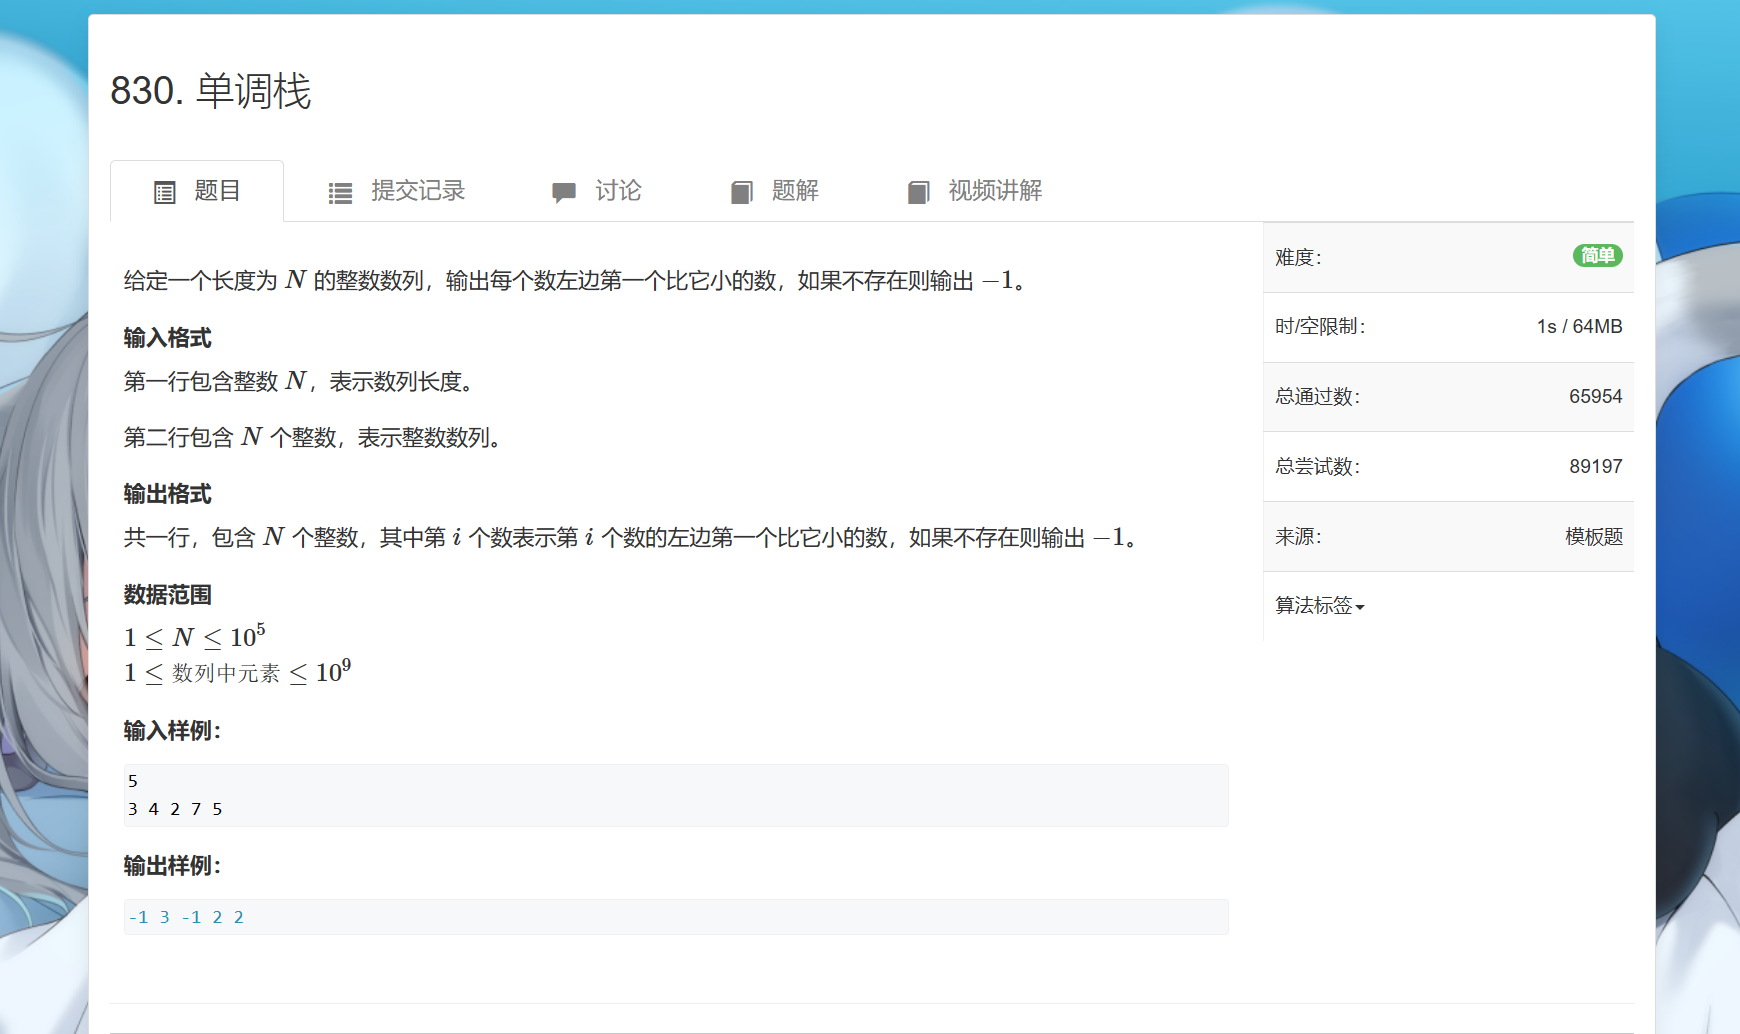 830. 单调栈
题目 提交记录 讨论 题解 视频讲解
给定一个长度为 N 的整数数列，输出每个数左边第一个比它小的数，如果不存在则输出 −1。
输入格式
第一行包含整数 N，表示数列长度。
第二行包含 N 个整数，表示整数数列。
输出格式
共一行，包含 N 个整数，其中第 i 个数表示第 i 个数的左边第一个比它小的数，如果不存在则输出 −1。
数据范围
1 ≤ N ≤ 10⁵
1 ≤ 数列中元素 ≤ 10⁹
输入样例：
5
3 4 2 7 5
输出样例：
-1 3 -1 2 2
难度： 简单
时/空限制： 1s / 64MB
总通过数： 65954
总尝试数： 89197
来源： 模板题
算法标签